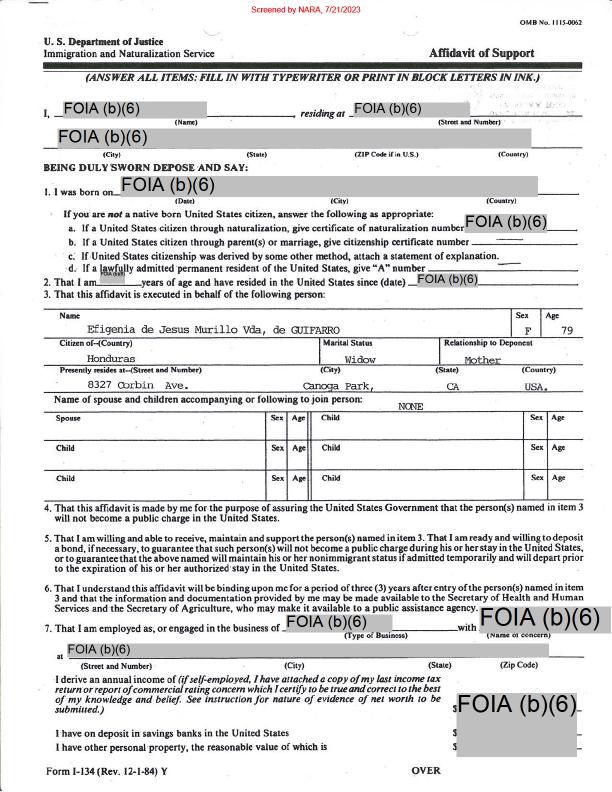 Screened by NARA, 7/21/2023
OMB No. 1115-0062
U. S. Department of Justice
Immigration and Naturalization Service Affidavit of Support
(ANSWER ALL ITEMS: FILL IN WITH TYPEWRITER OR PRINT IN BLOCK LETTERS IN INK.)
I, FOIA (b)(6) , residing at FOIA (b)(6)
(Name) (Street and Number)
FOIA (b)(6)
(City) (State) (ZIP Code if in U.S.) (Country)
BEING DULY SWORN DEPOSE AND SAY:
1. I was born on FOIA (b)(6)
(Date) (City) (Country)
If you are not a native born United States citizen, answer the following as appropriate:
a. If a United States citizen through naturalization, give certificate of naturalization number FOIA (b)(6)
b. If a United States citizen through parent(s) or marriage, give citizenship certificate number
c. If United States citizenship was derived by some other method, attach a statement of explanation.
d. If a lawfully admitted permanent resident of the United States, give "A" number
2. That I am FOIA (b)(6) years of age and have resided in the United States since (date) FOIA (b)(6)
3. That this affidavit is executed in behalf of the following person:
Name Sex Age
Efigenia de Jesus Murillo Vda, de GUIFARRO F 79
Citizen of--(Country) Marital Status Relationship to Deponent
Honduras Widow Mother
Presently resides at--(Street and Number) (City) (State) (Country)
8327 Corbin Ave. Canoga Park, CA USA.
Name of spouse and children accompanying or following to join person:
NONE
Spouse Sex Age Child Sex Age
Child Sex Age Child Sex Age
Child Sex Age Child Sex Age
4. That this affidavit is made by me for the purpose of assuring the United States Government that the person(s) named in item 3
will not become a public charge in the United States.
5. That I am willing and able to receive, maintain and support the person(s) named in item 3. That I am ready and willing to deposit
a bond, if necessary, to guarantee that such person(s) will not become a public charge during his or her stay in the United States,
or to guarantee that the above named will maintain his or her nonimmigrant status if admitted temporarily and will depart prior
to the expiration of his or her authorized stay in the United States.
6. That I understand this affidavit will be binding upon me for a period of three (3) years after entry of the person(s) named in item
3 and that the information and documentation provided by me may be made available to the Secretary of Health and Human
Services and the Secretary of Agriculture, who may make it available to a public assistance agency.
7. That I am employed as, or engaged in the business of FOIA (b)(6) with FOIA (b)(6)
(Type of Business) (Name of concern)
at FOIA (b)(6)
(Street and Number) (City) (State) (Zip Code)
I derive an annual income of (if self-employed, I have attached a copy of my last income tax
return or report of commercial rating concern which I certify to be true and correct to the best
of my knowledge and belief. See instruction for nature of evidence of net worth to be
submitted.) $ FOIA (b)(6)
I have on deposit in savings banks in the United States $
I have other personal property, the reasonable value of which is $
Form I-134 (Rev. 12-1-84) Y OVER